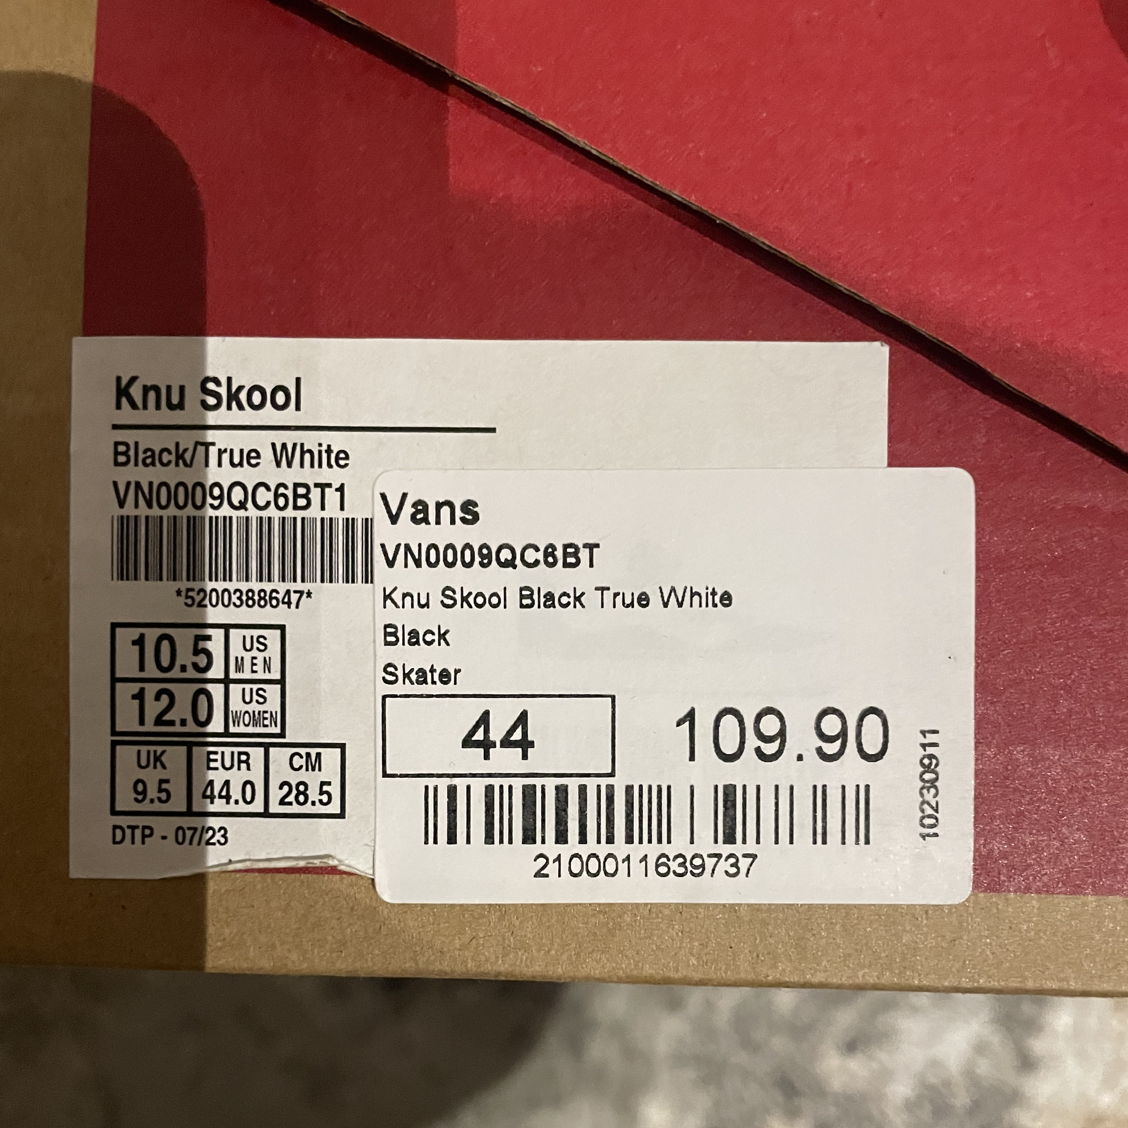 Knu Skool
Black/True White
VN0009QC6BT1
*5200388647*
10.5 US MEN
12.0 US WOMEN
UK EUR CM
9.5 44.0 28.5
DTP - 07/23
Vans
VN0009QC6BT
Knu Skool Black True White
Black
Skater
44 109.90
2100011639737
10230911